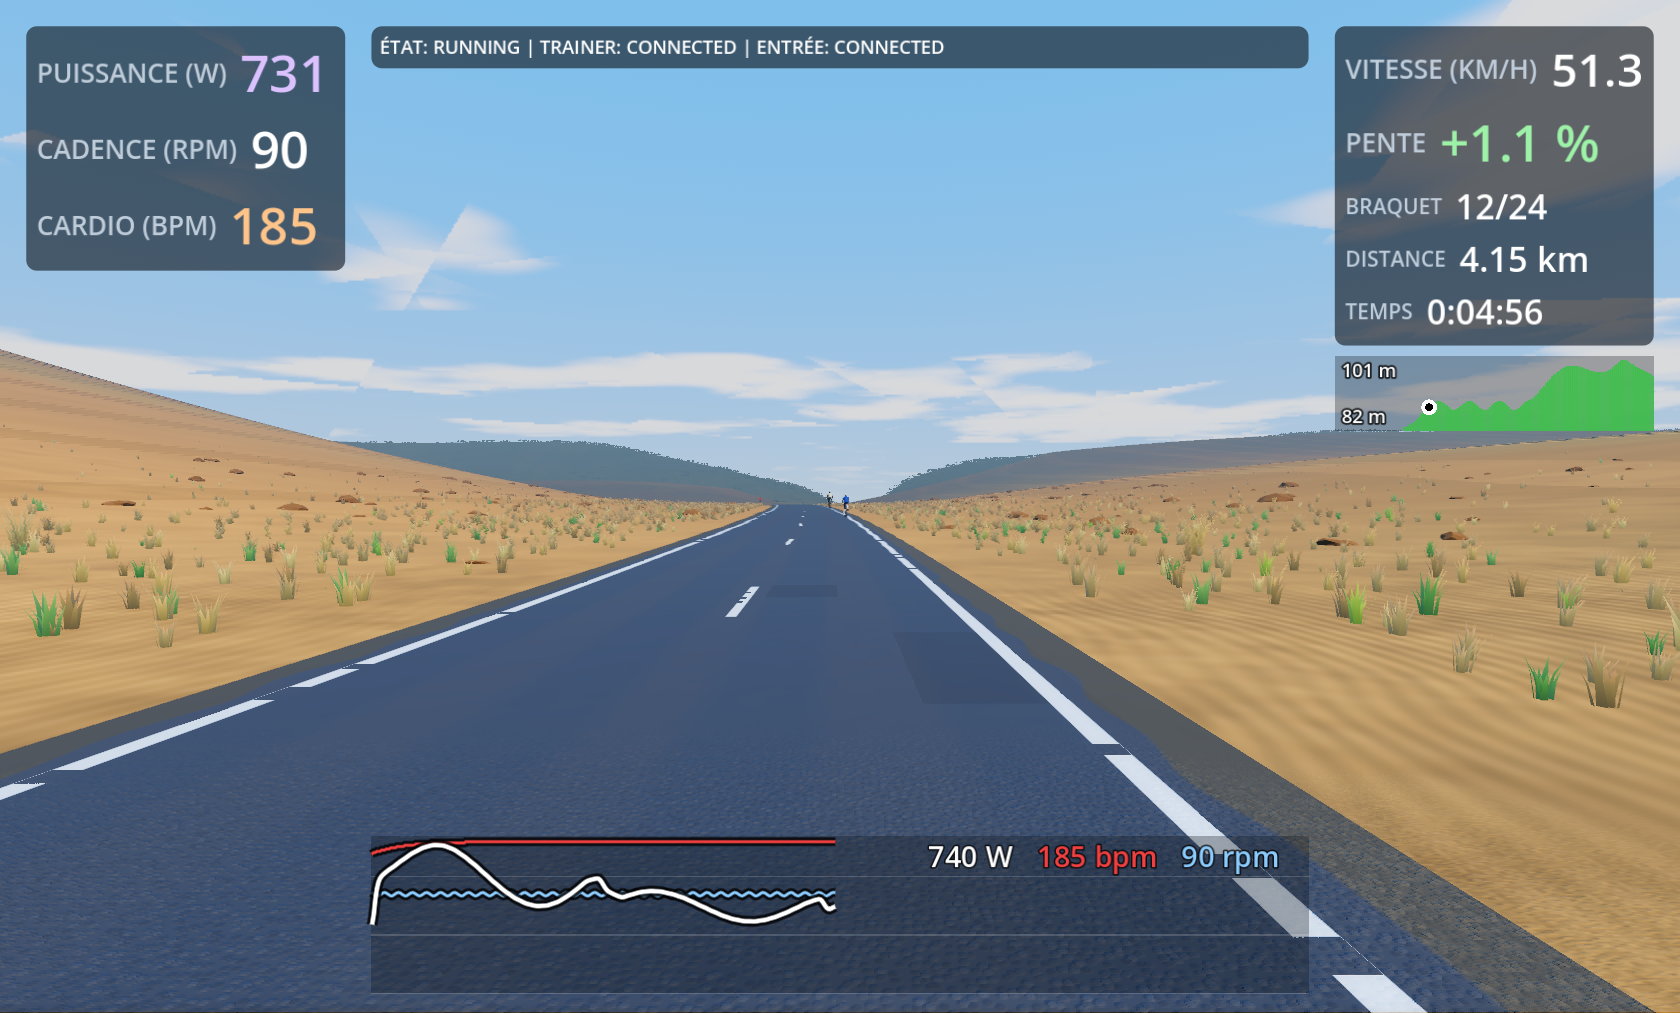 PUISSANCE (W) 731
CADENCE (RPM) 90
CARDIO (BPM) 185
ÉTAT: RUNNING | TRAINER: CONNECTED | ENTRÉE: CONNECTED
VITESSE (KM/H) 51.3
PENTE +1.1 %
BRAQUET 12/24
DISTANCE 4.15 km
TEMPS 0:04:56
101 m
82 m
740 W 185 bpm 90 rpm